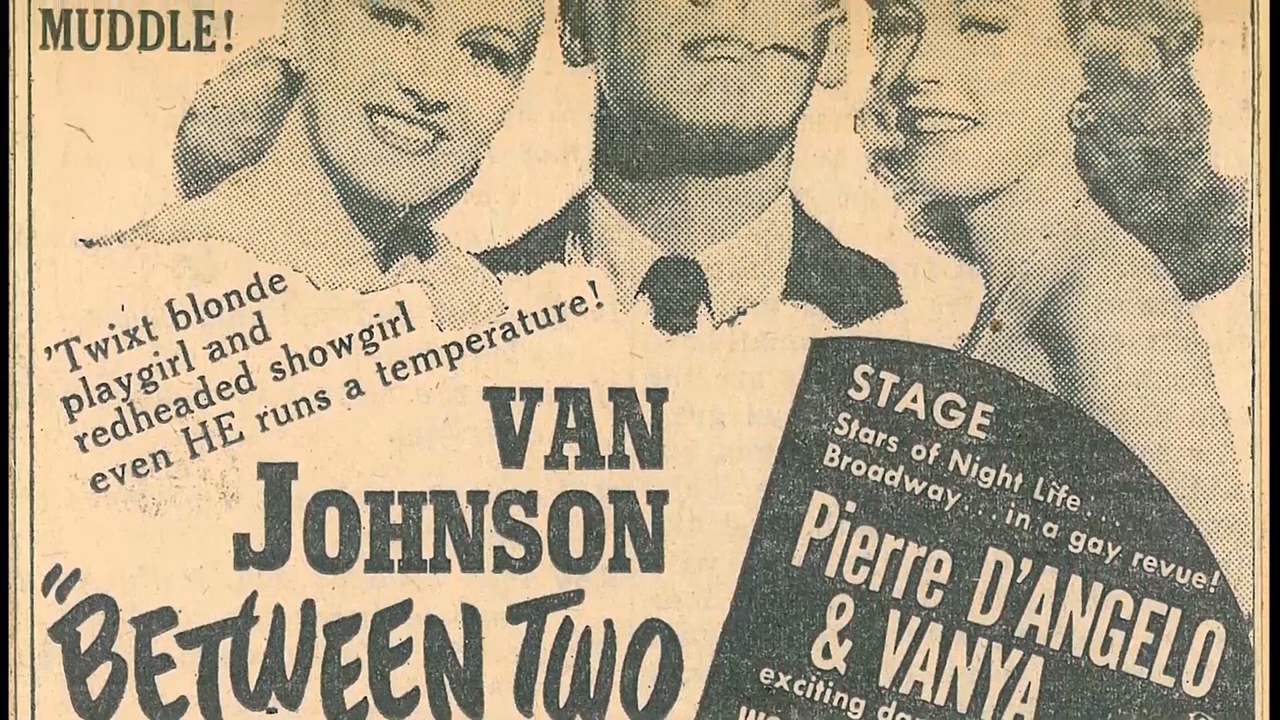 MUDDLE!
'Twixt blonde
playgirl and
redheaded showgirl
even HE runs a temperature!
VAN
JOHNSON
"BETWEEN TWO
STAGE
Stars of Night Life...
Broadway...in a gay revue!
Pierre D'ANGELO
& VANYA
exciting